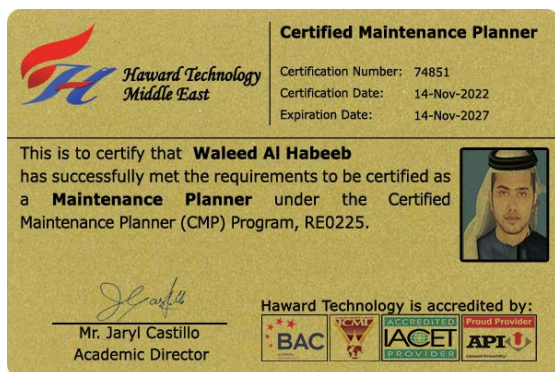 Haward Technology
Middle East
Certified Maintenance Planner
Certification Number: 74851
Certification Date: 14-Nov-2022
Expiration Date: 14-Nov-2027
This is to certify that Waleed Al Habeeb
has successfully met the requirements to be certified as
a Maintenance Planner under the Certified
Maintenance Planner (CMP) Program, RE0225.
Mr. Jaryl Castillo
Academic Director
Haward Technology is accredited by:
BAC
TCMI
ACCREDITED
IACET
PROVIDER
Proud Provider
API